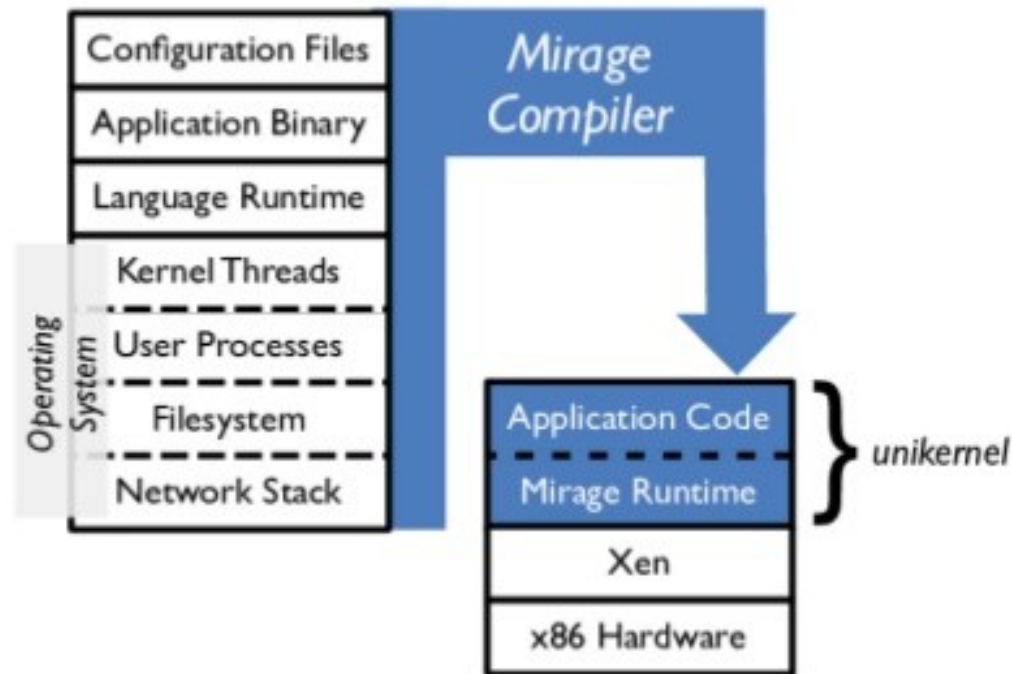 Configuration Files
Application Binary
Language Runtime
Kernel Threads
User Processes
Filesystem
Network Stack
Operating
System
Mirage
Compiler
Application Code
Mirage Runtime
unikernel
Xen
x86 Hardware